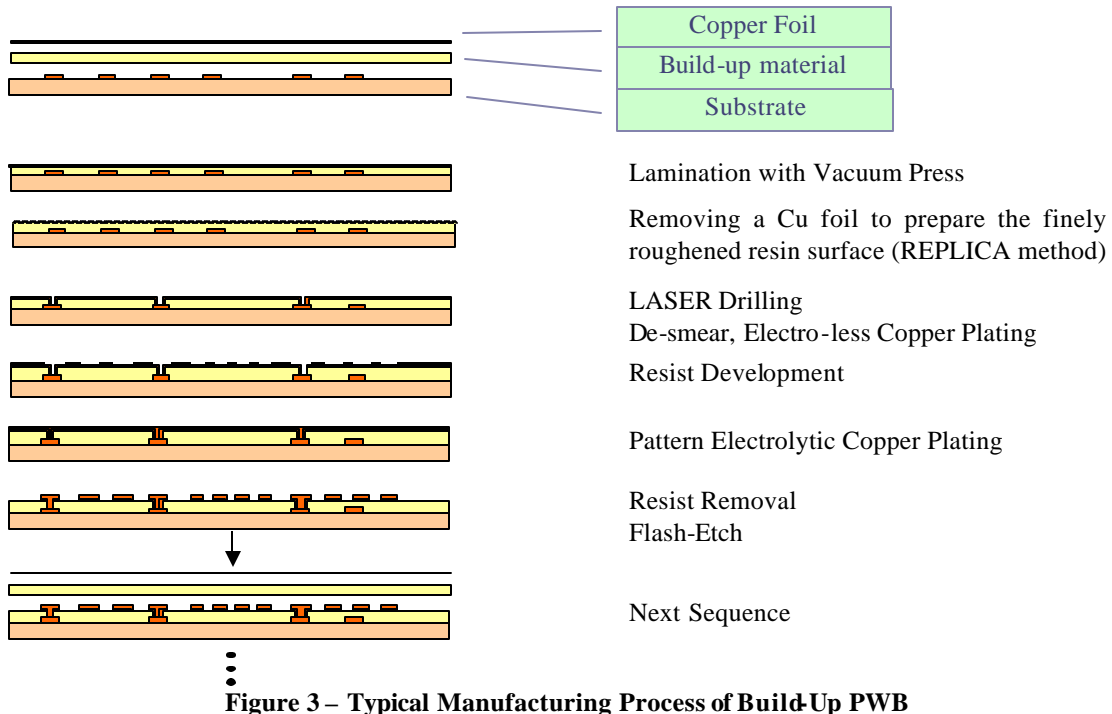 Copper Foil
Build-up material
Substrate
Lamination with Vacuum Press
Removing a Cu foil to prepare the finely
roughened resin surface (REPLICA method)
LASER Drilling
De-smear, Electro-less Copper Plating
Resist Development
Pattern Electrolytic Copper Plating
Resist Removal
Flash-Etch
Next Sequence
Figure 3 – Typical Manufacturing Process of Build-Up PWB